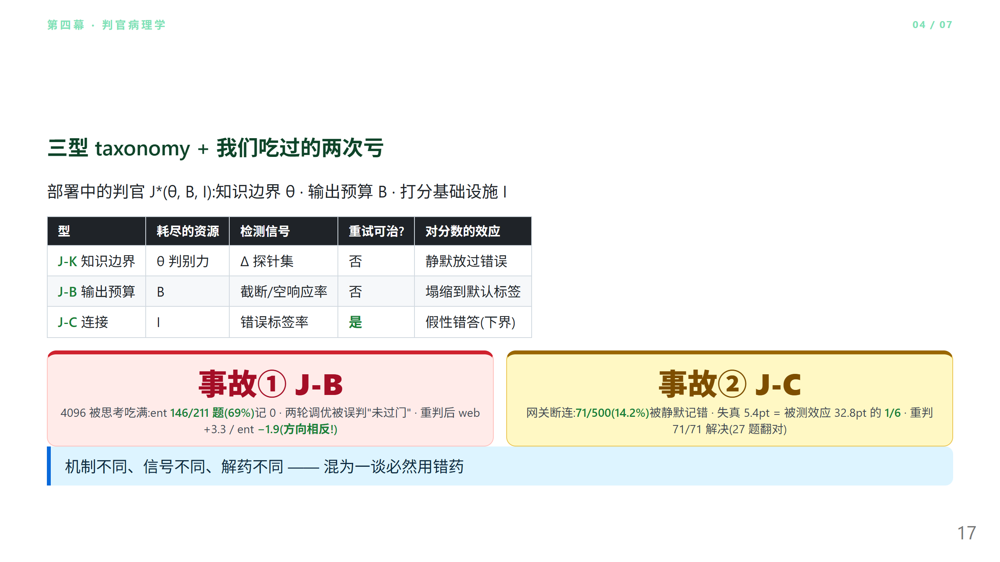 第四幕 · 判官病理学
04 / 07
三型 taxonomy + 我们吃过的两次亏
部署中的判官 J*(θ, B, I):知识边界 θ · 输出预算 B · 打分基础设施 I
型 耗尽的资源 检测信号 重试可治? 对分数的效应
J-K 知识边界 θ 判别力 Δ 探针集 否 静默放过错误
J-B 输出预算 B 截断/空响应率 否 塌缩到默认标签
J-C 连接 I 错误标签率 是 假性错答(下界)
事故① J-B
4096 被思考吃满:ent 146/211 题(69%)记 0 · 两轮调优被误判"未过门" · 重判后 web
+3.3 / ent −1.9(方向相反!)
事故② J-C
网关断连:71/500(14.2%)被静默记错 · 失真 5.4pt = 被测效应 32.8pt 的 1/6 · 重判
71/71 解决(27 题翻对)
机制不同、信号不同、解药不同 —— 混为一谈必然用错药
17